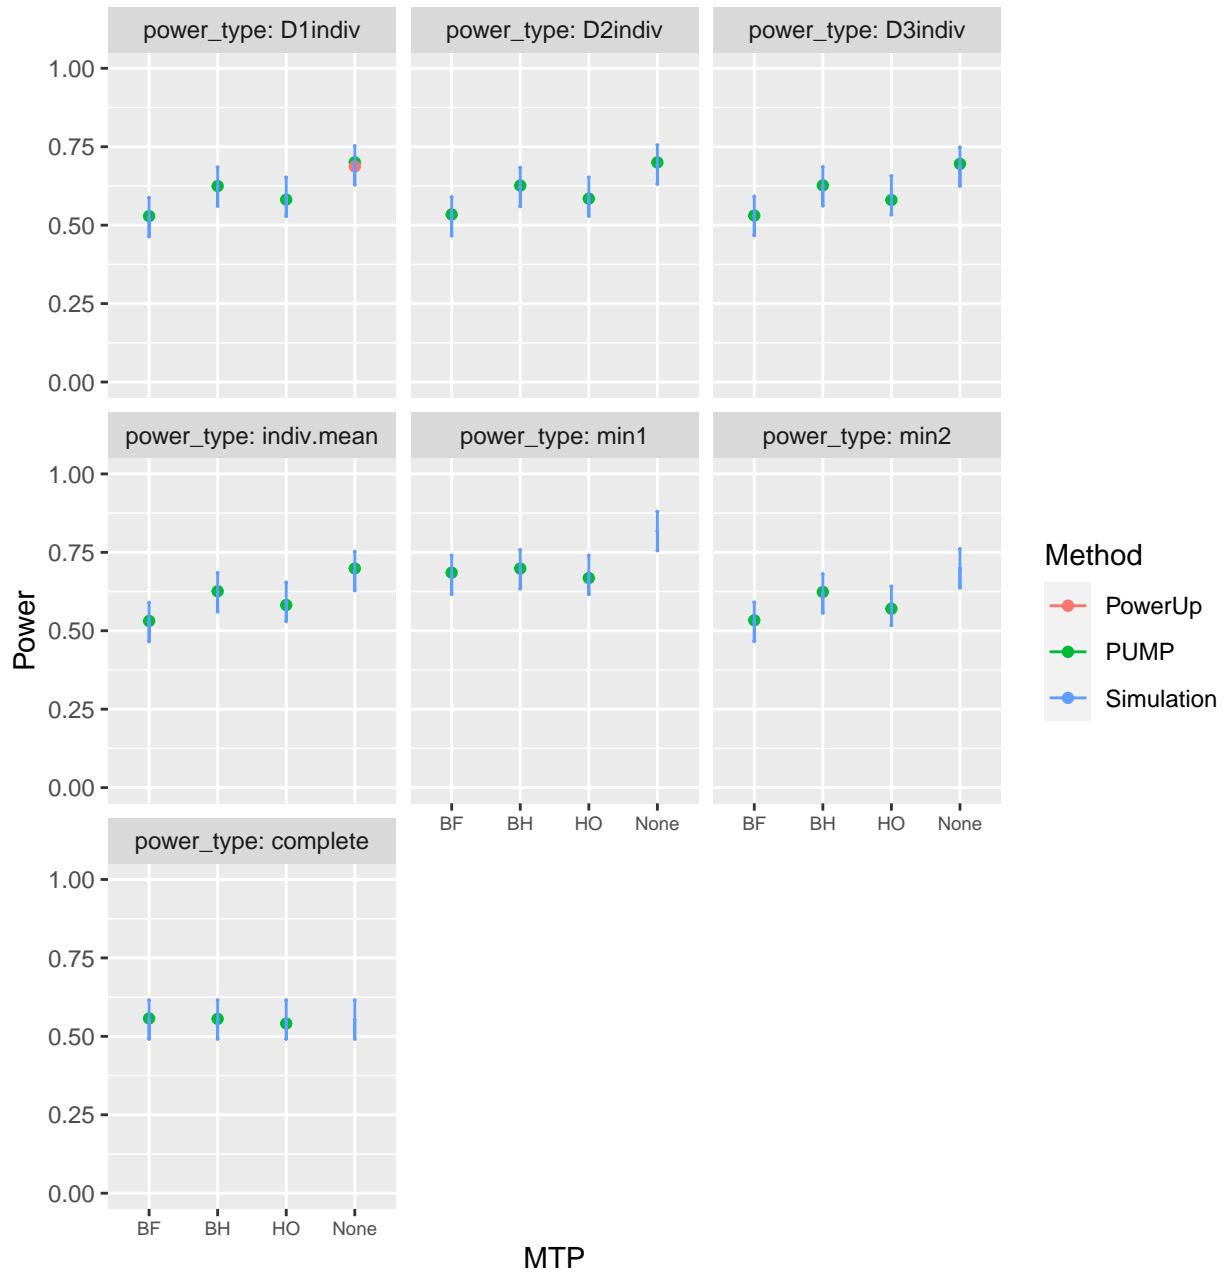 power_type: D1indiv
power_type: D2indiv
power_type: D3indiv
1.00
0.75
0.50
0.25
0.00
power_type: indiv.mean
power_type: min1
power_type: min2
1.00
0.75
0.50
0.25
0.00
BF BH HO None
BF BH HO None
power_type: complete
1.00
0.75
0.50
0.25
0.00
BF BH HO None
MTP
Power
Method
PowerUp
PUMP
Simulation